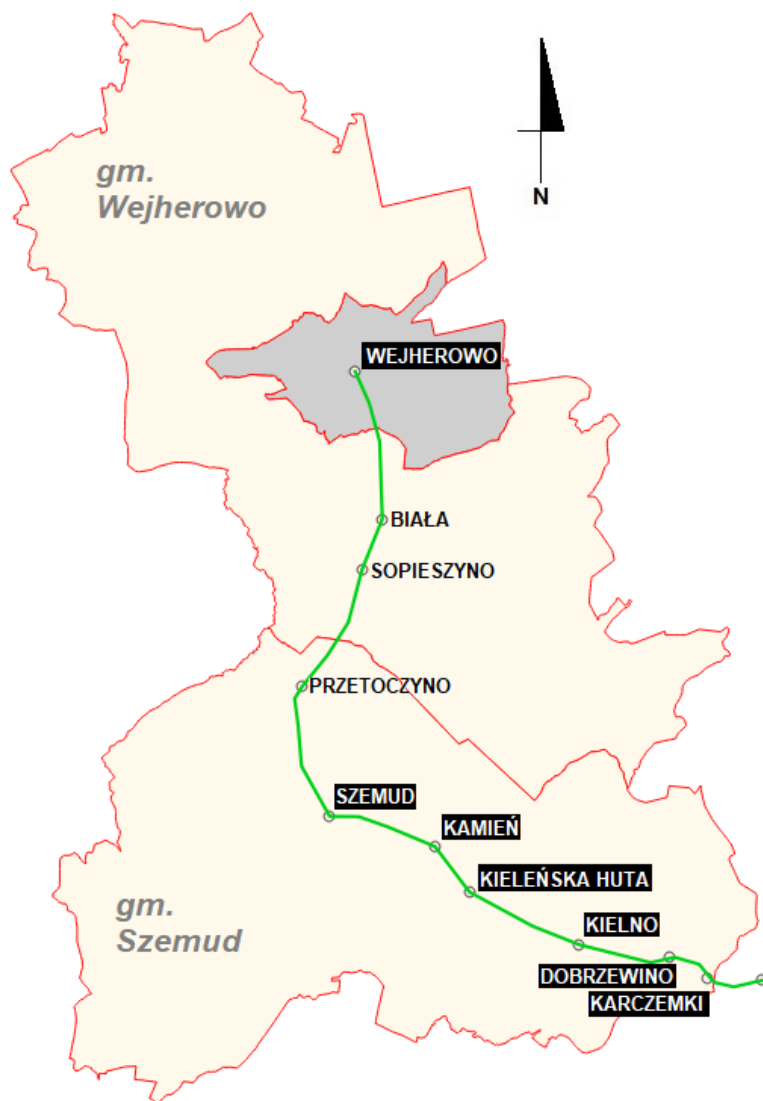 gm.
Wejherowo
N
WEJHEROWO
BIAŁA
SOPIESZYNO
PRZETOCZYNO
SZEMUD
KAMIEŃ
KIELEŃSKA HUTA
gm.
Szemud
KIELNO
DOBRZEWINO
KARCZEMKI